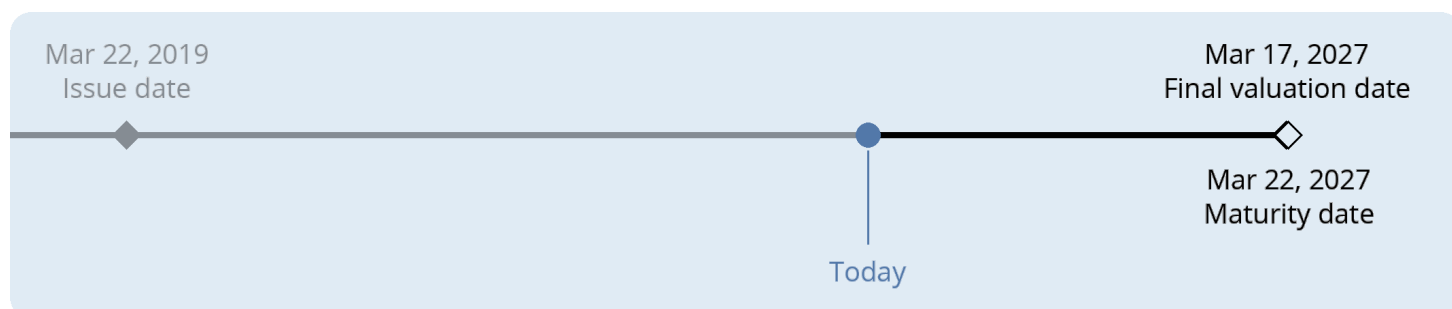 Mar 22, 2019
Issue date
Mar 17, 2027
Final valuation date
Mar 22, 2027
Maturity date
Today